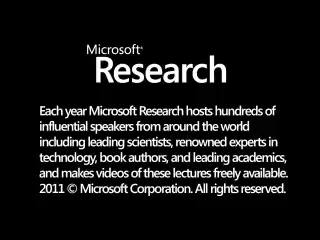 Microsoft®
Research
Each year Microsoft Research hosts hundreds of
influential speakers from around the world
including leading scientists, renowned experts in
technology, book authors, and leading academics,
and makes videos of these lectures freely available.
2011 © Microsoft Corporation. All rights reserved.